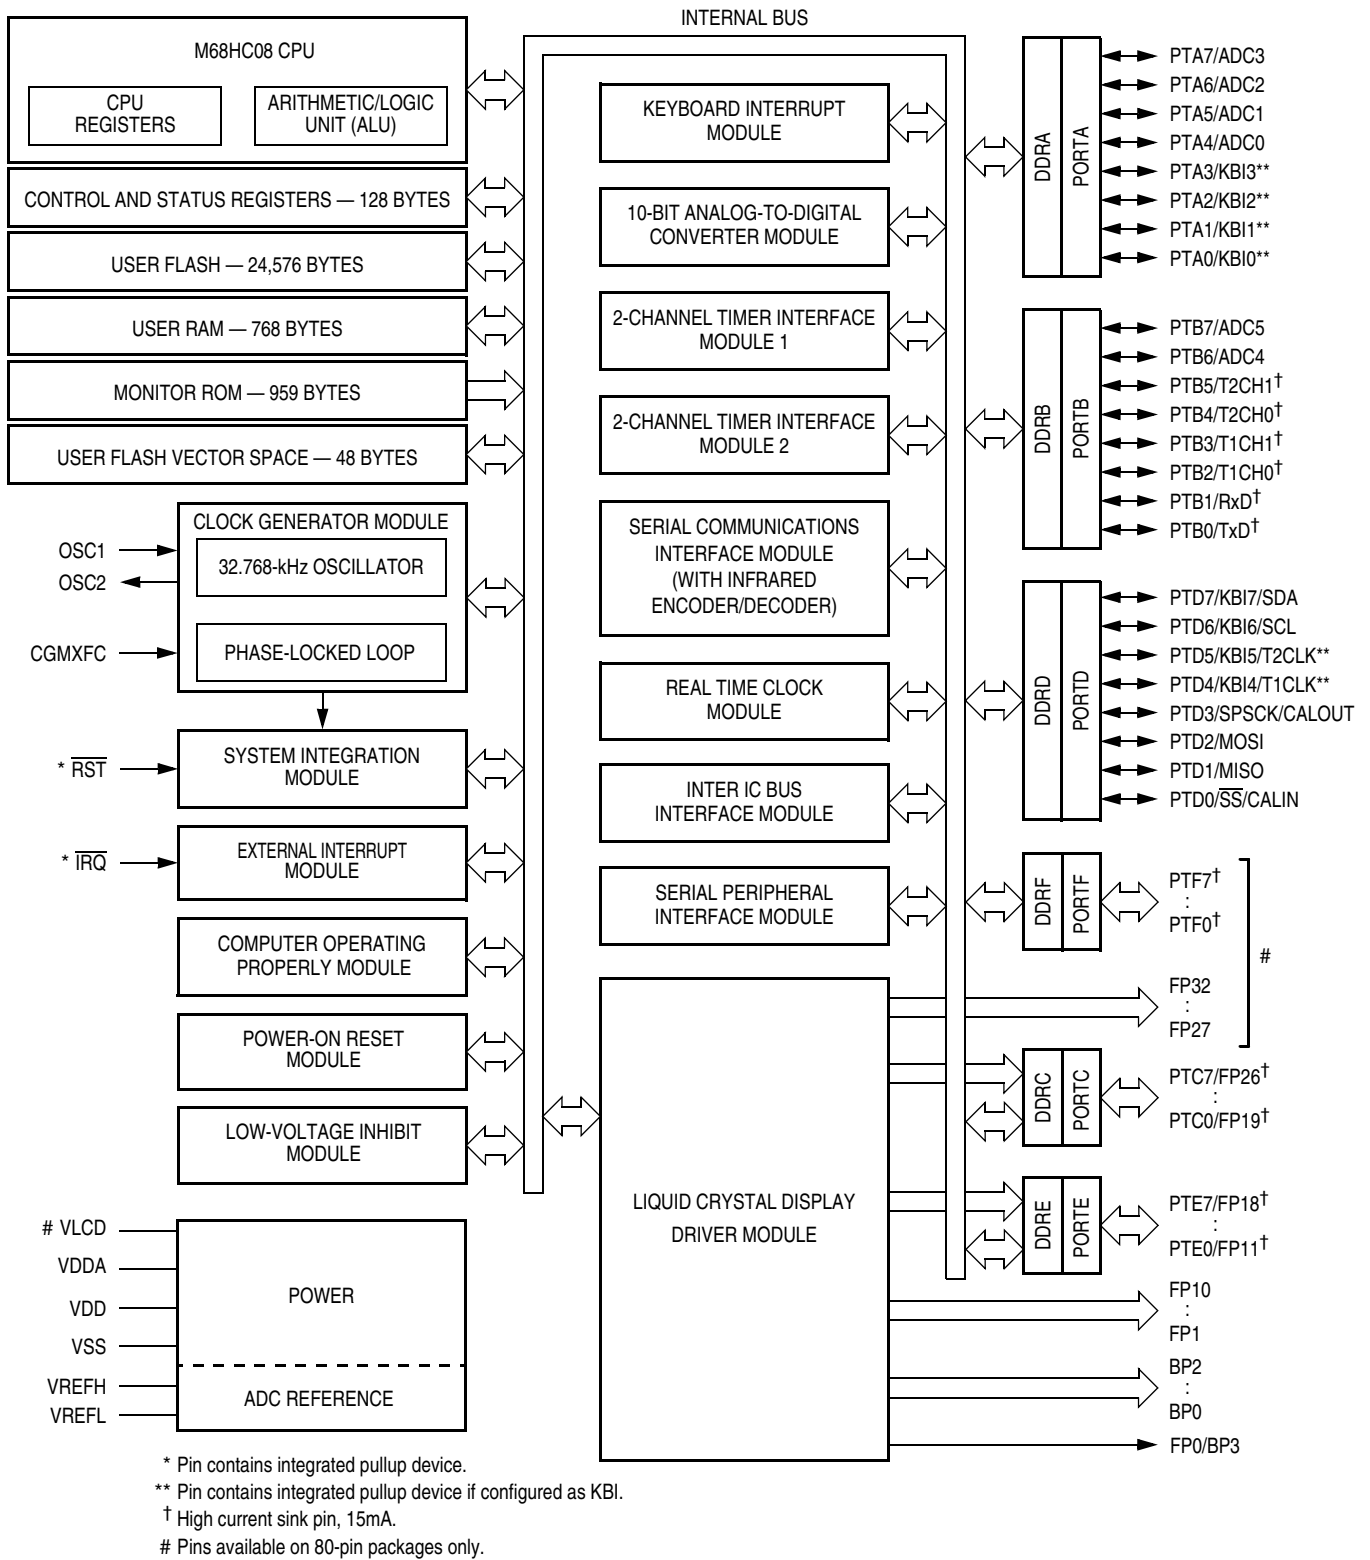 INTERNAL BUS
M68HC08 CPU
CPU
REGISTERS
ARITHMETIC/LOGIC
UNIT (ALU)
CONTROL AND STATUS REGISTERS — 128 BYTES
USER FLASH — 24,576 BYTES
USER RAM — 768 BYTES
MONITOR ROM — 959 BYTES
USER FLASH VECTOR SPACE — 48 BYTES
CLOCK GENERATOR MODULE
32.768-kHz OSCILLATOR
PHASE-LOCKED LOOP
OSC1
OSC2
CGMXFC
SYSTEM INTEGRATION
MODULE
* R̅S̅T̅
EXTERNAL INTERRUPT
MODULE
* I̅R̅Q̅
COMPUTER OPERATING
PROPERLY MODULE
POWER-ON RESET
MODULE
LOW-VOLTAGE INHIBIT
MODULE
# VLCD
VDDA
VDD
VSS
VREFH
VREFL
POWER
ADC REFERENCE
KEYBOARD INTERRUPT
MODULE
10-BIT ANALOG-TO-DIGITAL
CONVERTER MODULE
2-CHANNEL TIMER INTERFACE
MODULE 1
2-CHANNEL TIMER INTERFACE
MODULE 2
SERIAL COMMUNICATIONS
INTERFACE MODULE
(WITH INFRARED
ENCODER/DECODER)
REAL TIME CLOCK
MODULE
INTER IC BUS
INTERFACE MODULE
SERIAL PERIPHERAL
INTERFACE MODULE
LIQUID CRYSTAL DISPLAY
DRIVER MODULE
DDRA
PORTA
PTA7/ADC3
PTA6/ADC2
PTA5/ADC1
PTA4/ADC0
PTA3/KBI3**
PTA2/KBI2**
PTA1/KBI1**
PTA0/KBI0**
DDRB
PORTB
PTB7/ADC5
PTB6/ADC4
PTB5/T2CH1†
PTB4/T2CH0†
PTB3/T1CH1†
PTB2/T1CH0†
PTB1/RxD†
PTB0/TxD†
DDRD
PORTD
PTD7/KBI7/SDA
PTD6/KBI6/SCL
PTD5/KBI5/T2CLK**
PTD4/KBI4/T1CLK**
PTD3/SPSCK/CALOUT
PTD2/MOSI
PTD1/MISO
PTD0/S̅S̅/CALIN
DDRF
PORTF
PTF7†
:
PTF0†
#
FP32
:
FP27
DDRC
PORTC
PTC7/FP26†
:
PTC0/FP19†
DDRE
PORTE
PTE7/FP18†
:
PTE0/FP11†
FP10
:
FP1
BP2
:
BP0
FP0/BP3
* Pin contains integrated pullup device.
** Pin contains integrated pullup device if configured as KBI.
† High current sink pin, 15mA.
# Pins available on 80-pin packages only.